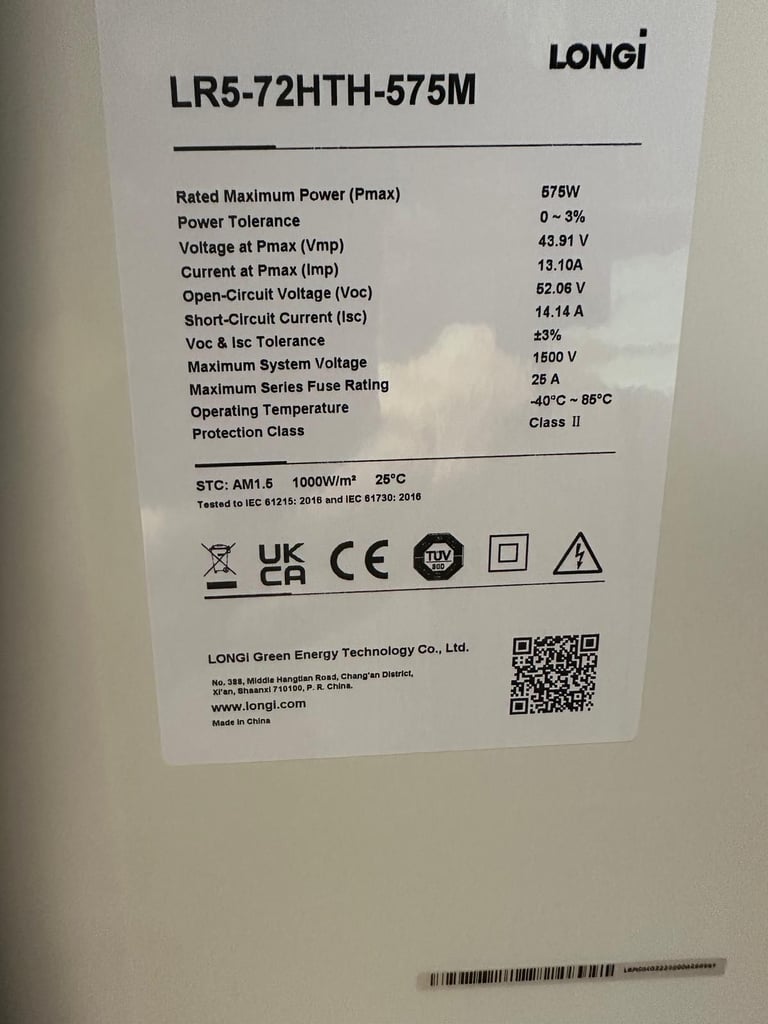 LONGi
LR5-72HTH-575M
Rated Maximum Power (Pmax) 575W
Power Tolerance 0 ~ 3%
Voltage at Pmax (Vmp) 43.91 V
Current at Pmax (Imp) 13.10A
Open-Circuit Voltage (Voc) 52.06 V
Short-Circuit Current (Isc) 14.14 A
Voc & Isc Tolerance ±3%
Maximum System Voltage 1500 V
Maximum Series Fuse Rating 25 A
Operating Temperature -40°C ~ 85°C
Protection Class Class II
STC: AM1.5 1000W/m² 25°C
Tested to IEC 61215: 2016 and IEC 61730: 2016
UK
CA
CE
TUV
SUD
LONGi Green Energy Technology Co., Ltd.
No. 388, Middle Hangtian Road, Chang'an District,
Xi'an, Shaanxi 710100, P. R. China.
www.longi.com
Made in China